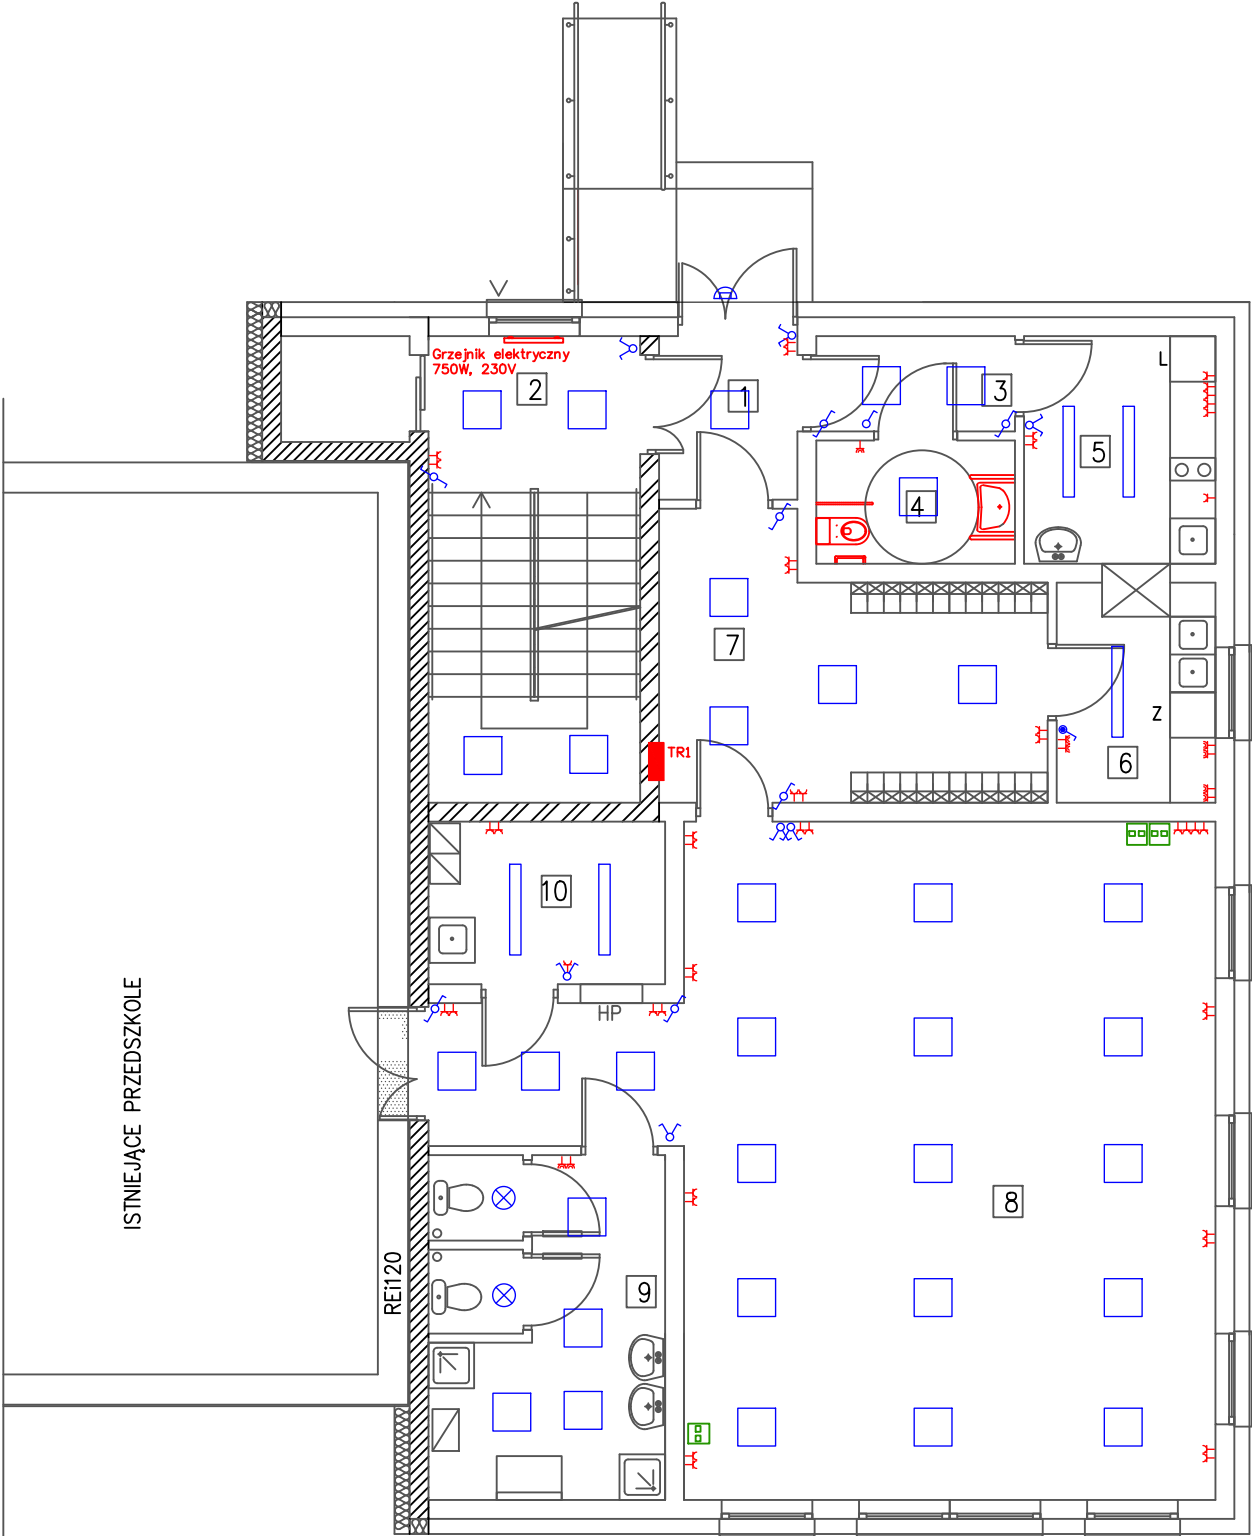 Grzejnik elektryczny
750W, 230V
2
1
3
L
5
4
7
Z
6
TR1
10
HP
8
9
ISTNIEJĄCE PRZEDSZKOLE
REi120